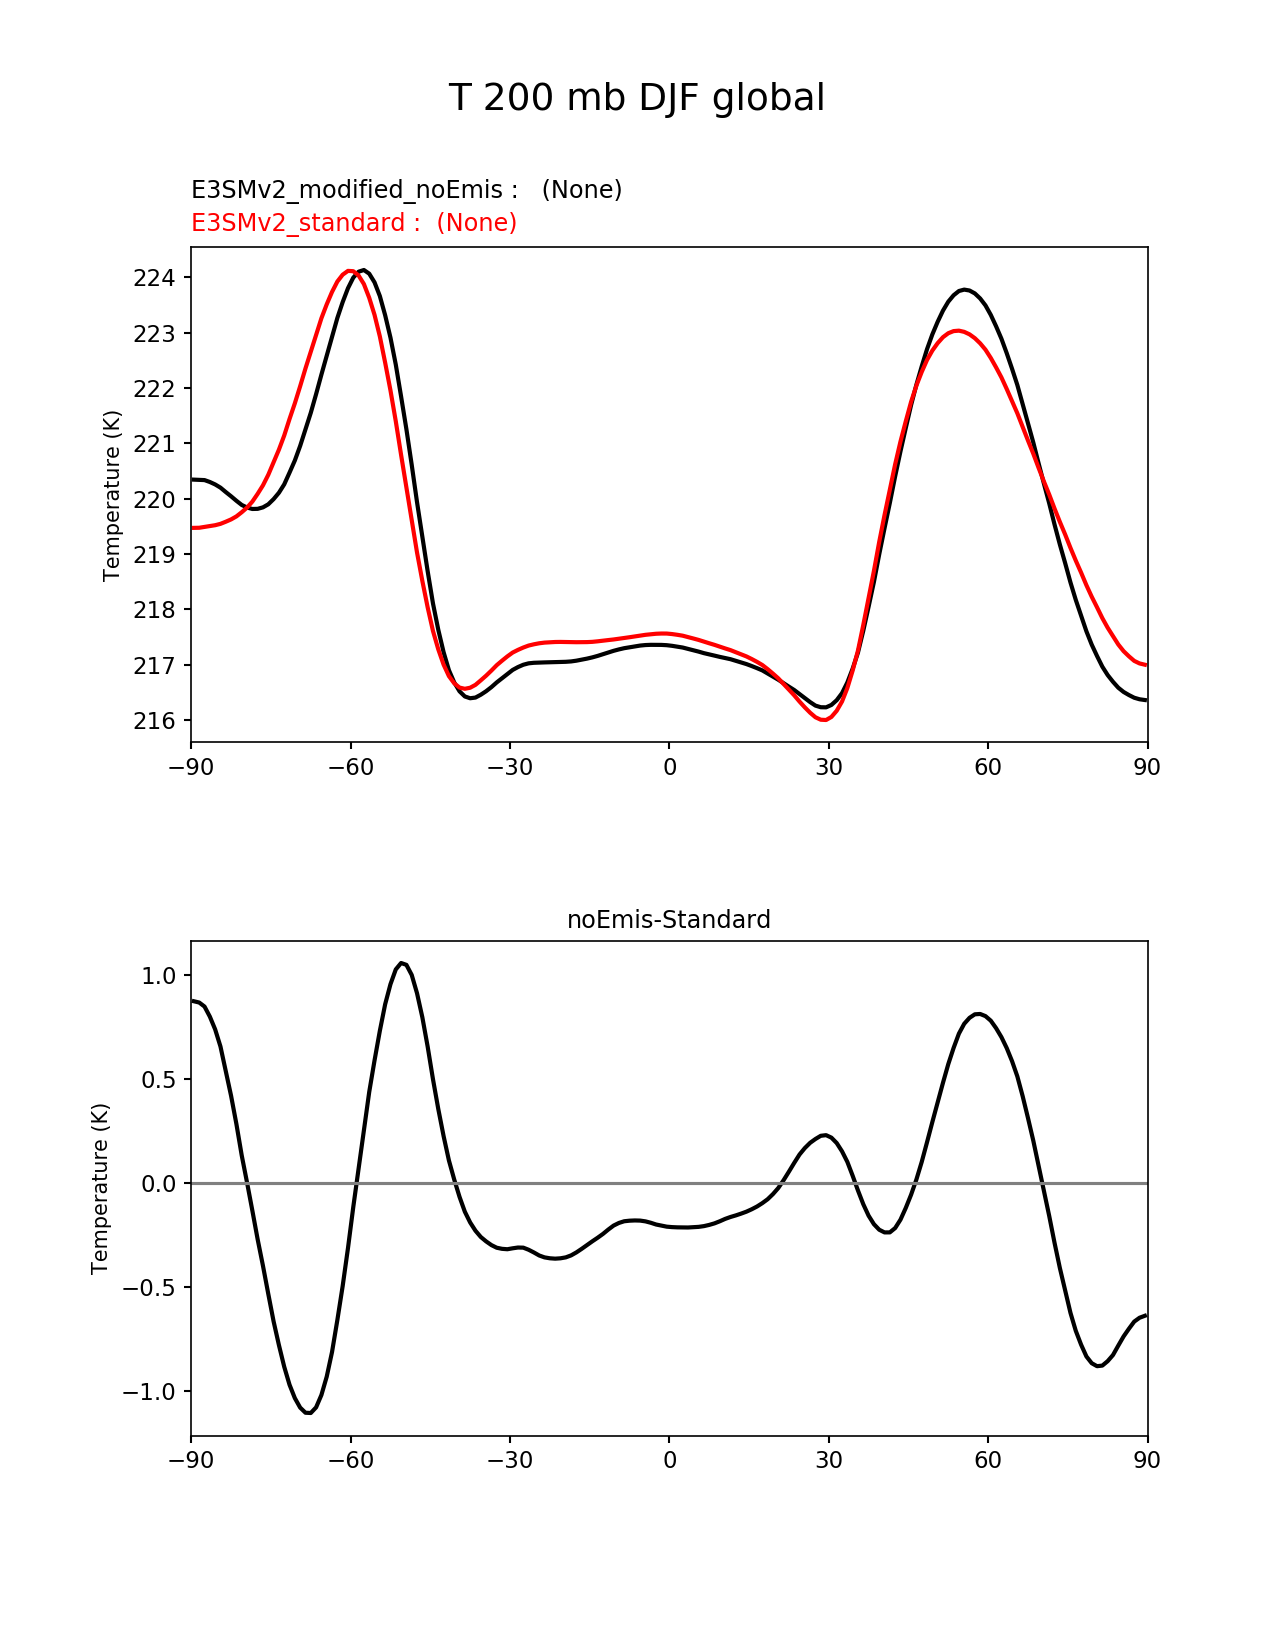 T 200 mb DJF global
E3SMv2_modified_noEmis :   (None)
E3SMv2_standard :  (None)
Temperature (K)
224
223
222
221
220
219
218
217
216
−90 −60 −30 0 30 60 90
noEmis-Standard
Temperature (K)
1.0
0.5
0.0
−0.5
−1.0
−90 −60 −30 0 30 60 90